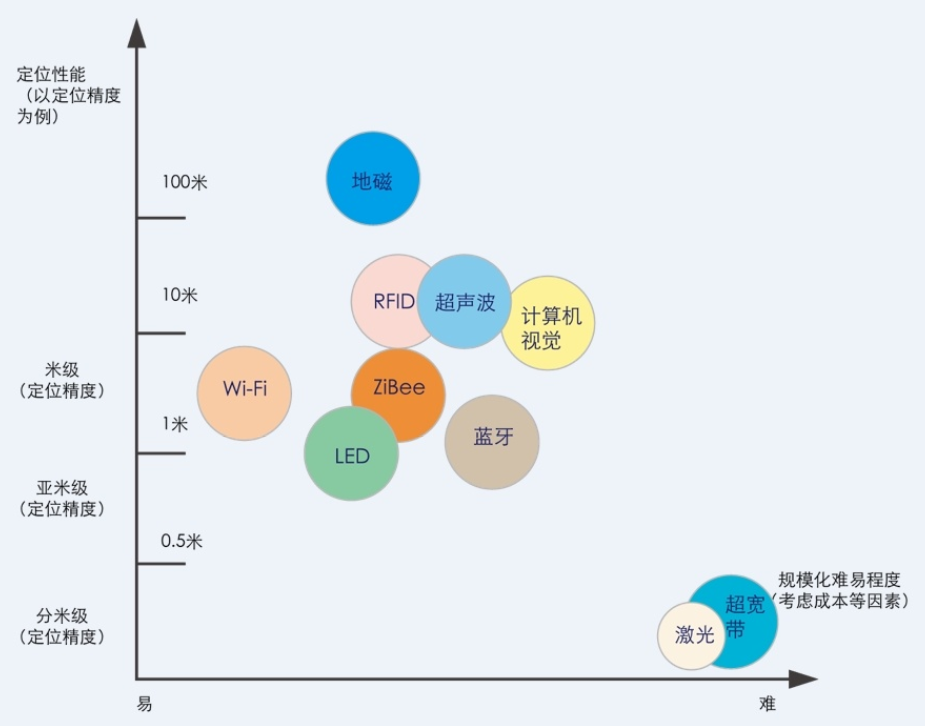 定位性能
（以定位精度
为例）
100米
地磁
10米
RFID
超声波
计算机
视觉
米级
（定位精度）
Wi-Fi
ZiBee
1米
蓝牙
LED
亚米级
（定位精度）
0.5米
规模化难易程度
（考虑成本等因素）
分米级
（定位精度）
超宽
带
激光
易
难